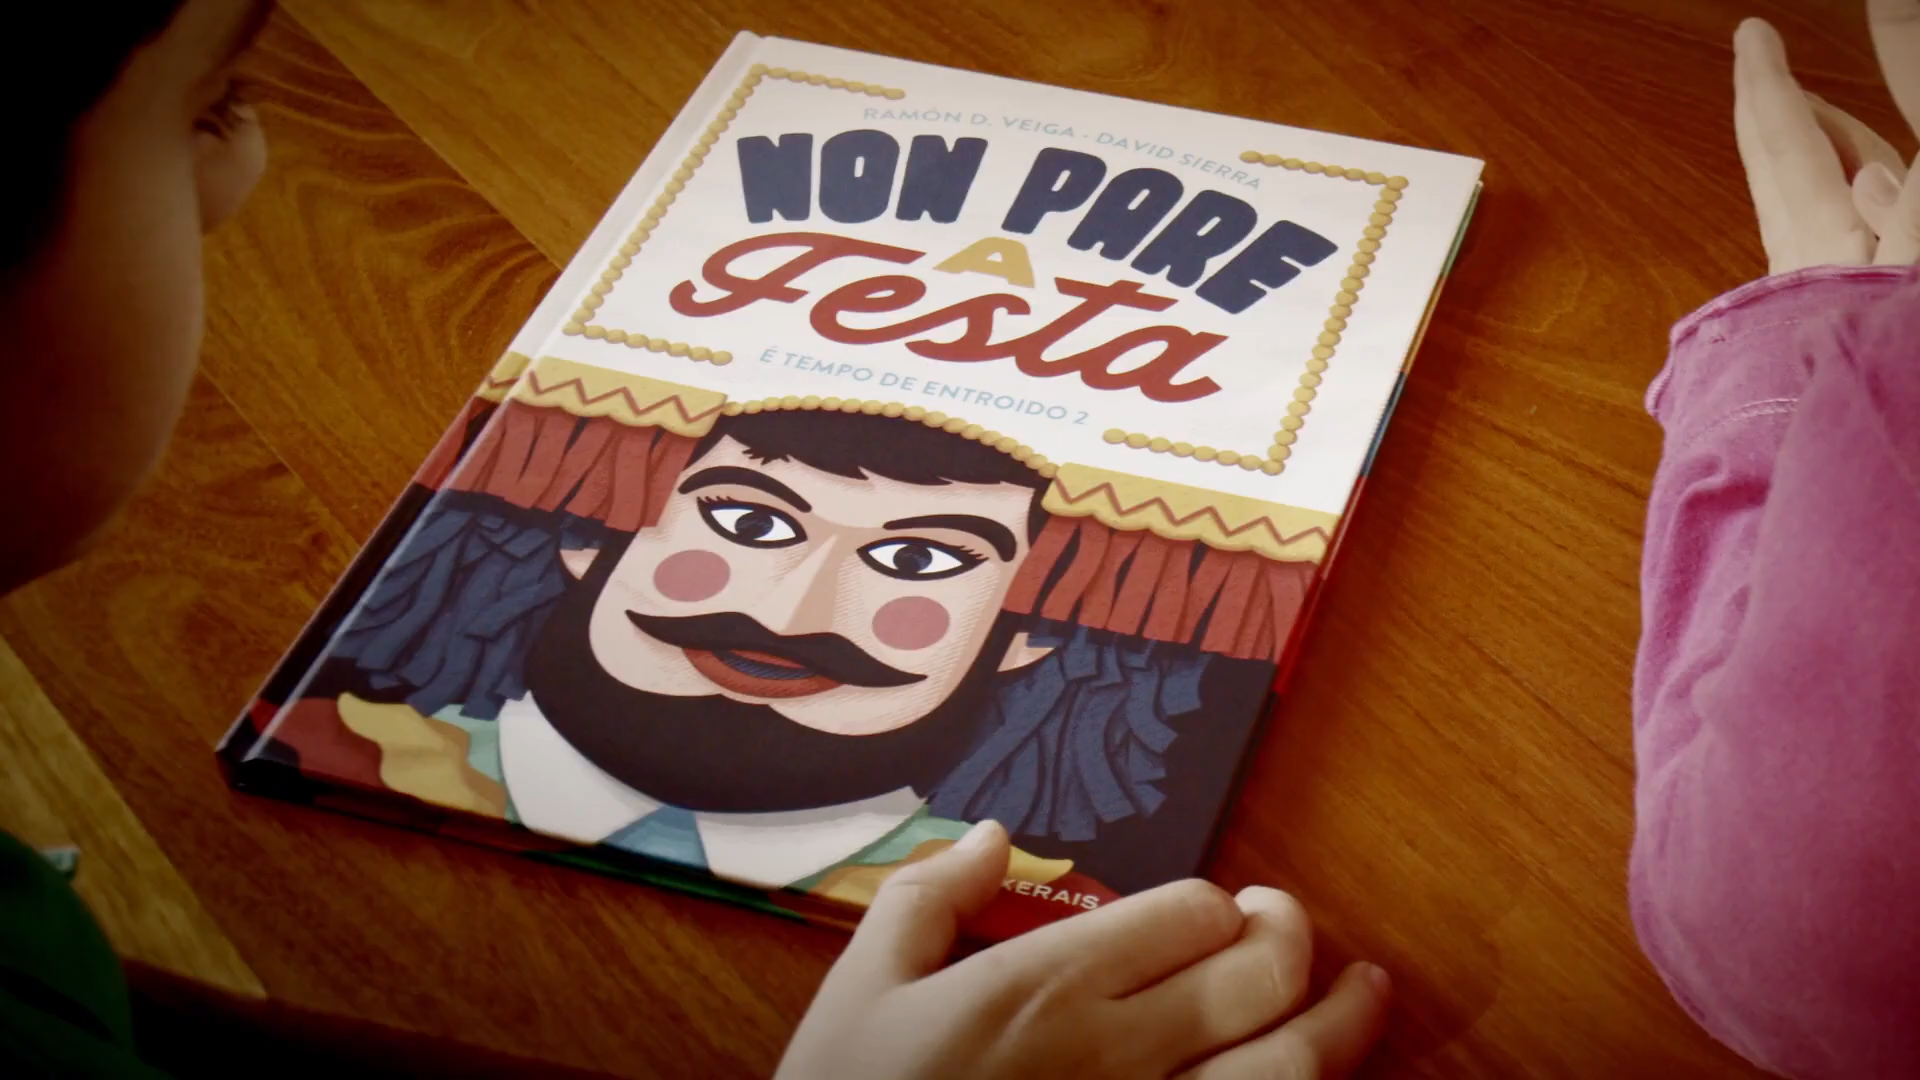 RAMÓN D. VEIGA · DAVID SIERRA
NON PARE
A
Festa
É TEMPO DE ENTROIDO 2
KERAIS